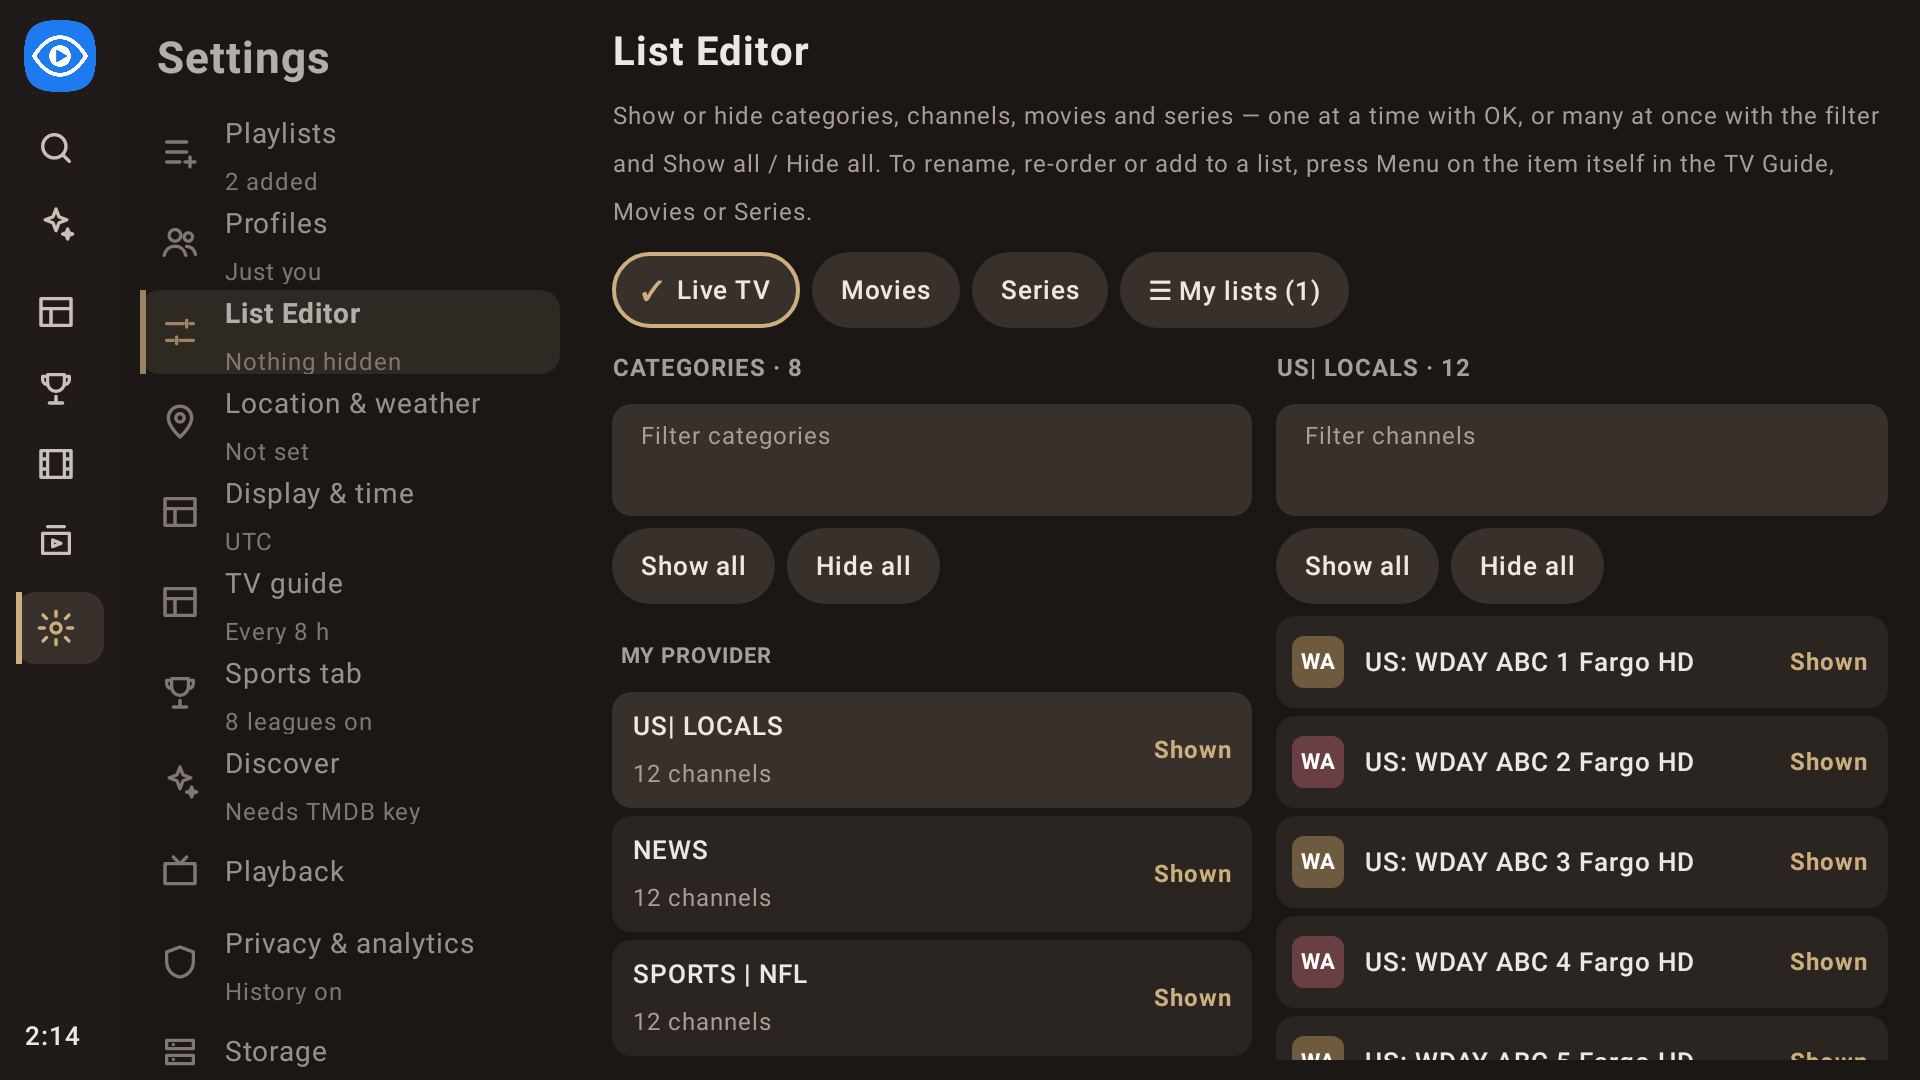 Settings
Playlists
2 added
Profiles
Just you
List Editor
Nothing hidden
Location & weather
Not set
Display & time
UTC
TV guide
Every 8 h
Sports tab
8 leagues on
Discover
Needs TMDB key
Playback
Privacy & analytics
History on
Storage
2:14
List Editor
Show or hide categories, channels, movies and series — one at a time with OK, or many at once with the filter
and Show all / Hide all. To rename, re-order or add to a list, press Menu on the item itself in the TV Guide,
Movies or Series.
✓ Live TV
Movies
Series
☰ My lists (1)
CATEGORIES · 8
Filter categories
Show all
Hide all
MY PROVIDER
US| LOCALS
12 channels
Shown
NEWS
12 channels
Shown
SPORTS | NFL
12 channels
Shown
US| LOCALS · 12
Filter channels
Show all
Hide all
WA US: WDAY ABC 1 Fargo HD Shown
WA US: WDAY ABC 2 Fargo HD Shown
WA US: WDAY ABC 3 Fargo HD Shown
WA US: WDAY ABC 4 Fargo HD Shown
WA US: WDAY ABC 5 Fargo HD Shown